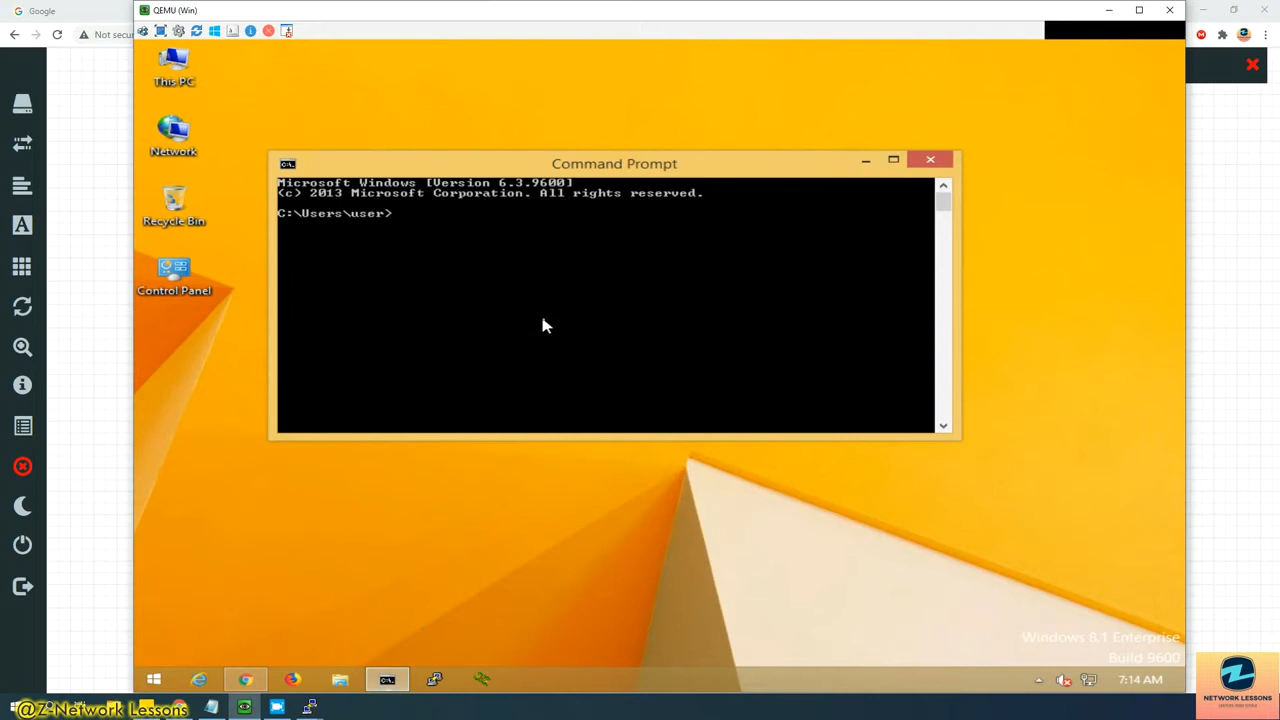 Google
QEMU (Win)
Not secur
This PC
Network
Recycle Bin
Control Panel
Command Prompt
Microsoft Windows [Version 6.3.9600]
(c) 2013 Microsoft Corporation. All rights reserved.
C:\Users\user>
Windows 8.1 Enterprise
Build 9600
7:14 AM
@Z-Network Lessons
NETWORK LESSONS